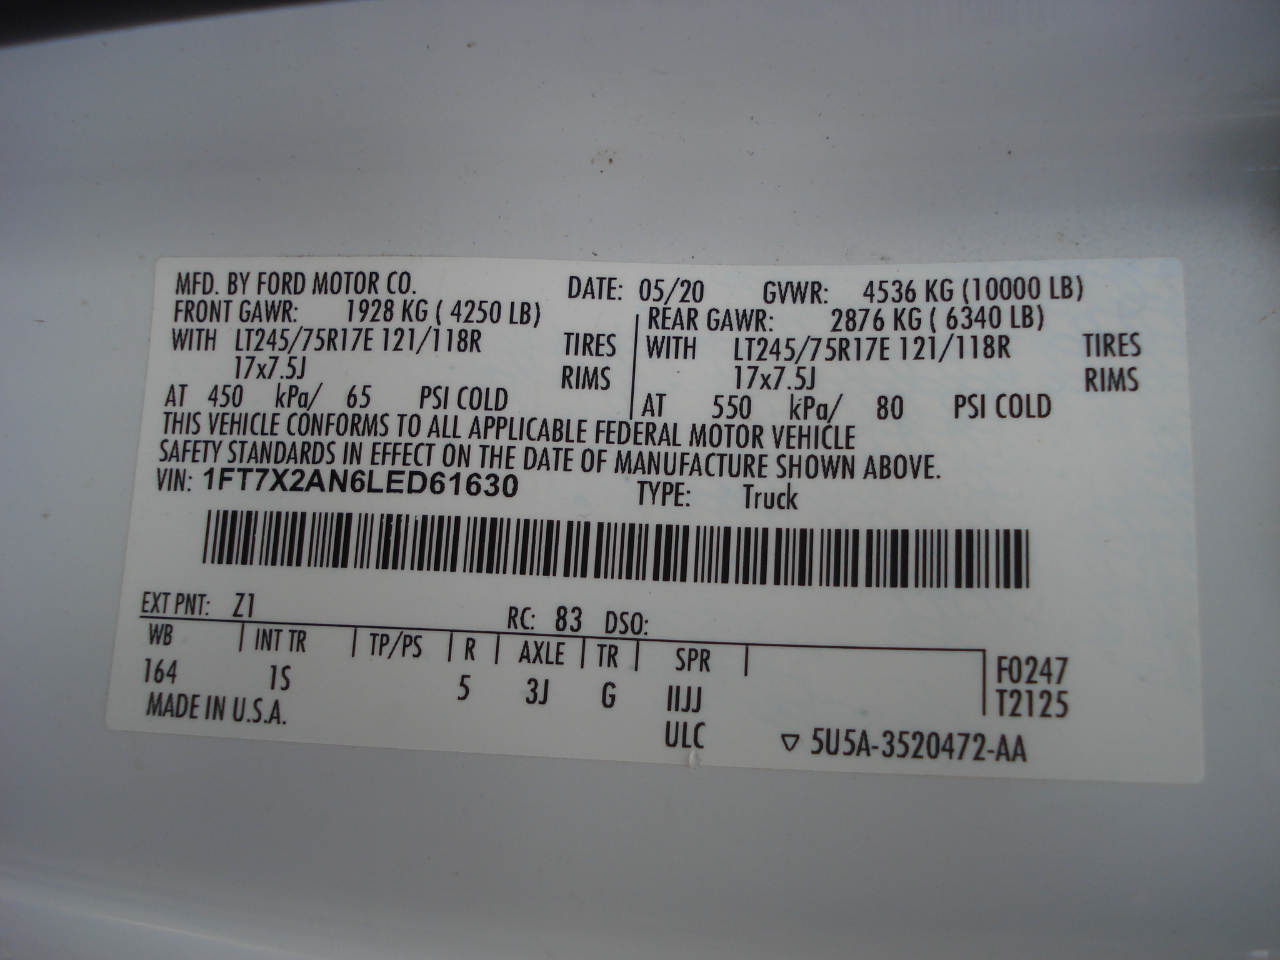 MFD. BY FORD MOTOR CO. DATE: 05/20 GVWR: 4536 KG (10000 LB)
FRONT GAWR: 1928 KG ( 4250 LB) REAR GAWR: 2876 KG ( 6340 LB)
WITH LT245/75R17E 121/118R TIRES WITH LT245/75R17E 121/118R TIRES
17x7.5J RIMS 17x7.5J RIMS
AT 450 kPa/ 65 PSI COLD AT 550 kPa/ 80 PSI COLD
THIS VEHICLE CONFORMS TO ALL APPLICABLE FEDERAL MOTOR VEHICLE
SAFETY STANDARDS IN EFFECT ON THE DATE OF MANUFACTURE SHOWN ABOVE.
VIN: 1FT7X2AN6LED61630 TYPE: Truck
EXT PNT: Z1 RC: 83 DSO:
WB INT TR TP/PS R AXLE TR SPR F0247
164 1S 5 3J G IIJJ T2125
MADE IN U.S.A. ULC ▽ 5U5A-3520472-AA